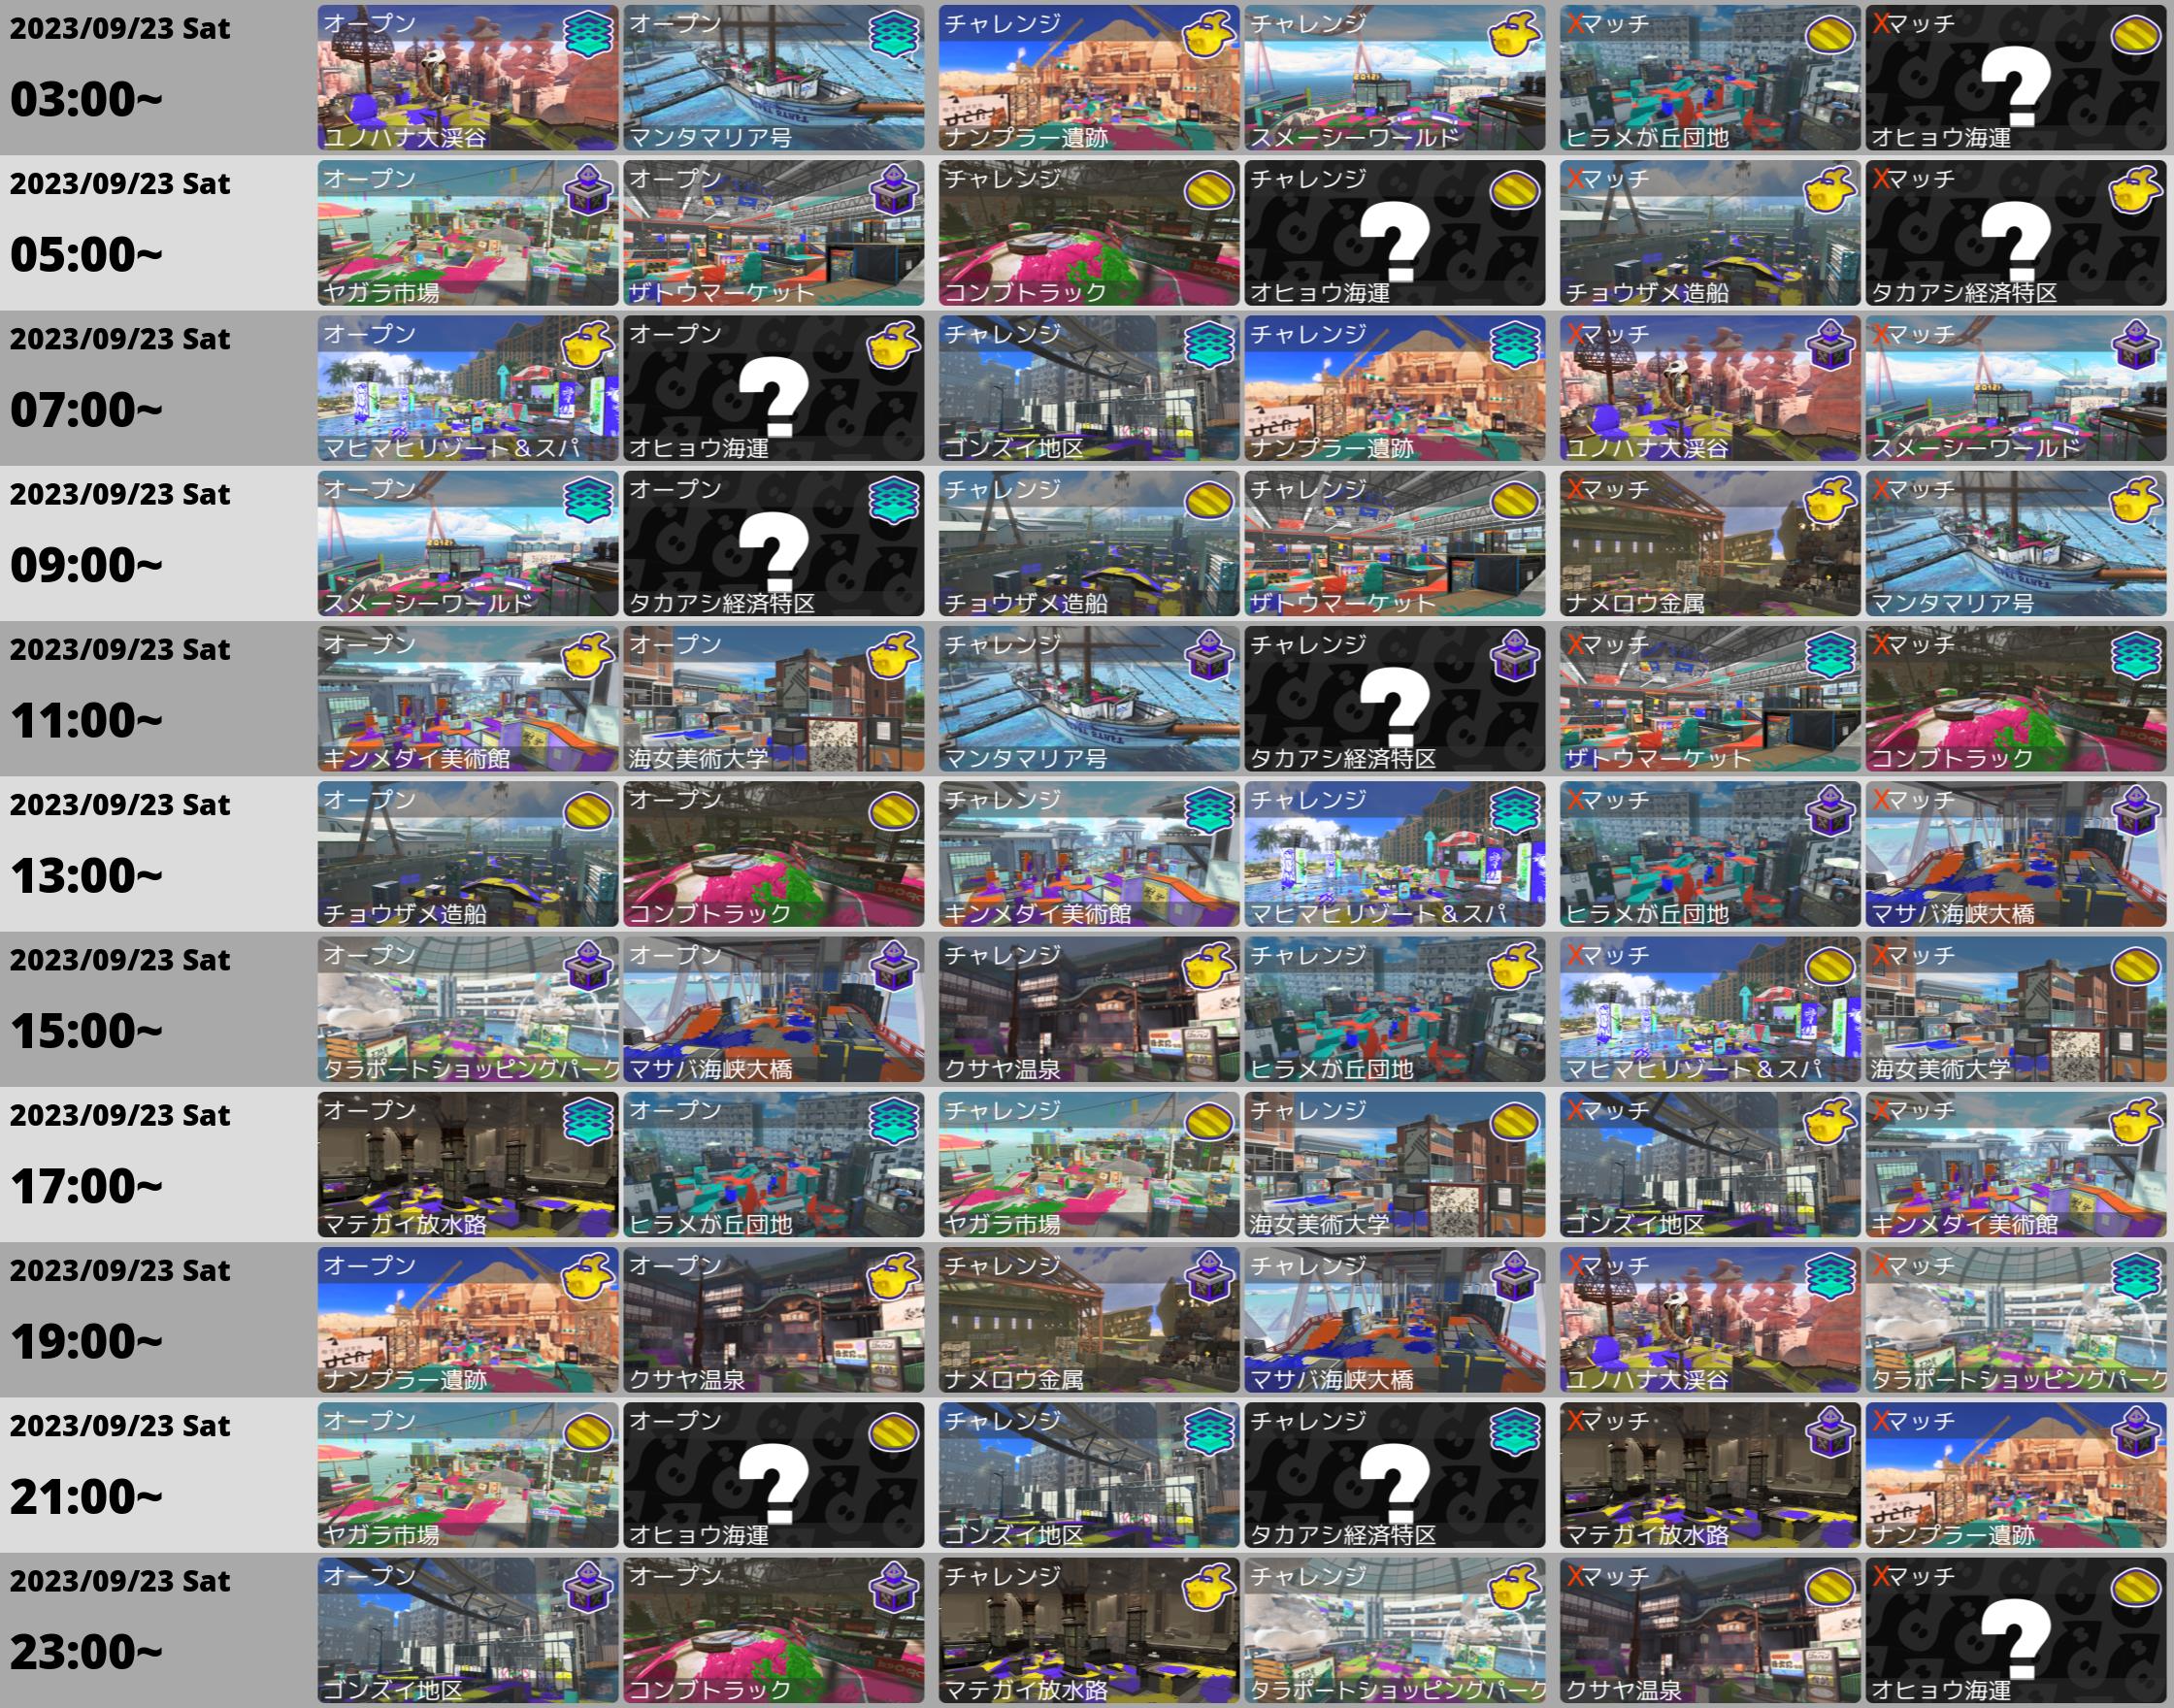 2023/09/23 Sat
03:00~
オープン
ユノハナ大渓谷
オープン
マンタマリア号
チャレンジ
ナンプラー遺跡
チャレンジ
スメーシーワールド
Xマッチ
ヒラメが丘団地
Xマッチ
?
オヒョウ海運
2023/09/23 Sat
05:00~
オープン
ヤガラ市場
オープン
ザトウマーケット
チャレンジ
コンブトラック
チャレンジ
?
オヒョウ海運
Xマッチ
チョウザメ造船
Xマッチ
?
タカアシ経済特区
2023/09/23 Sat
07:00~
オープン
マヒマヒリゾート＆スパ
オープン
?
オヒョウ海運
チャレンジ
ゴンズイ地区
チャレンジ
ナンプラー遺跡
Xマッチ
ユノハナ大渓谷
Xマッチ
スメーシーワールド
2023/09/23 Sat
09:00~
オープン
スメーシーワールド
オープン
?
タカアシ経済特区
チャレンジ
チョウザメ造船
チャレンジ
ザトウマーケット
Xマッチ
ナメロウ金属
Xマッチ
マンタマリア号
2023/09/23 Sat
11:00~
オープン
キンメダイ美術館
オープン
海女美術大学
チャレンジ
マンタマリア号
チャレンジ
?
タカアシ経済特区
Xマッチ
ザトウマーケット
Xマッチ
コンブトラック
2023/09/23 Sat
13:00~
オープン
チョウザメ造船
オープン
コンブトラック
チャレンジ
キンメダイ美術館
チャレンジ
マヒマヒリゾート＆スパ
Xマッチ
ヒラメが丘団地
Xマッチ
マサバ海峡大橋
2023/09/23 Sat
15:00~
オープン
タラポートショッピングパーク
オープン
マサバ海峡大橋
チャレンジ
クサヤ温泉
チャレンジ
ヒラメが丘団地
Xマッチ
マヒマヒリゾート＆スパ
Xマッチ
海女美術大学
2023/09/23 Sat
17:00~
オープン
マテガイ放水路
オープン
ヒラメが丘団地
チャレンジ
ヤガラ市場
チャレンジ
海女美術大学
Xマッチ
ゴンズイ地区
Xマッチ
キンメダイ美術館
2023/09/23 Sat
19:00~
オープン
ナンプラー遺跡
オープン
クサヤ温泉
チャレンジ
ナメロウ金属
チャレンジ
マサバ海峡大橋
Xマッチ
ユノハナ大渓谷
Xマッチ
タラポートショッピングパーク
2023/09/23 Sat
21:00~
オープン
ヤガラ市場
オープン
?
オヒョウ海運
チャレンジ
ゴンズイ地区
チャレンジ
?
タカアシ経済特区
Xマッチ
マテガイ放水路
Xマッチ
ナンプラー遺跡
2023/09/23 Sat
23:00~
オープン
ゴンズイ地区
オープン
コンブトラック
チャレンジ
マテガイ放水路
チャレンジ
タラポートショッピングパーク
Xマッチ
クサヤ温泉
Xマッチ
?
オヒョウ海運